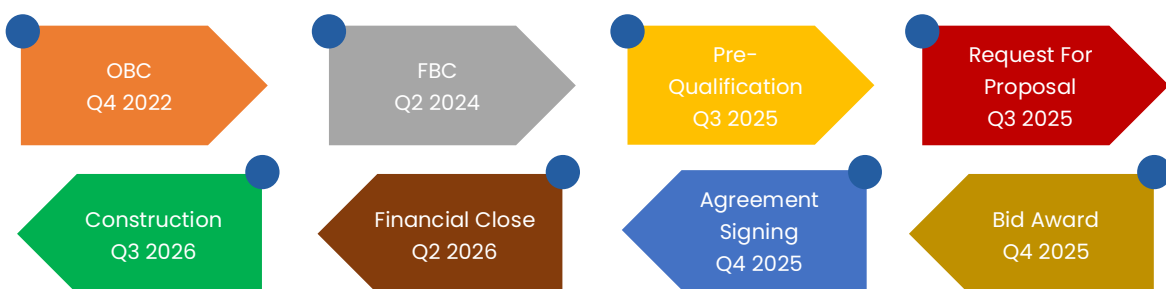 OBC
Q4 2022
FBC
Q2 2024
Pre-
Qualification
Q3 2025
Request For
Proposal
Q3 2025
Construction
Q3 2026
Financial Close
Q2 2026
Agreement
Signing
Q4 2025
Bid Award
Q4 2025